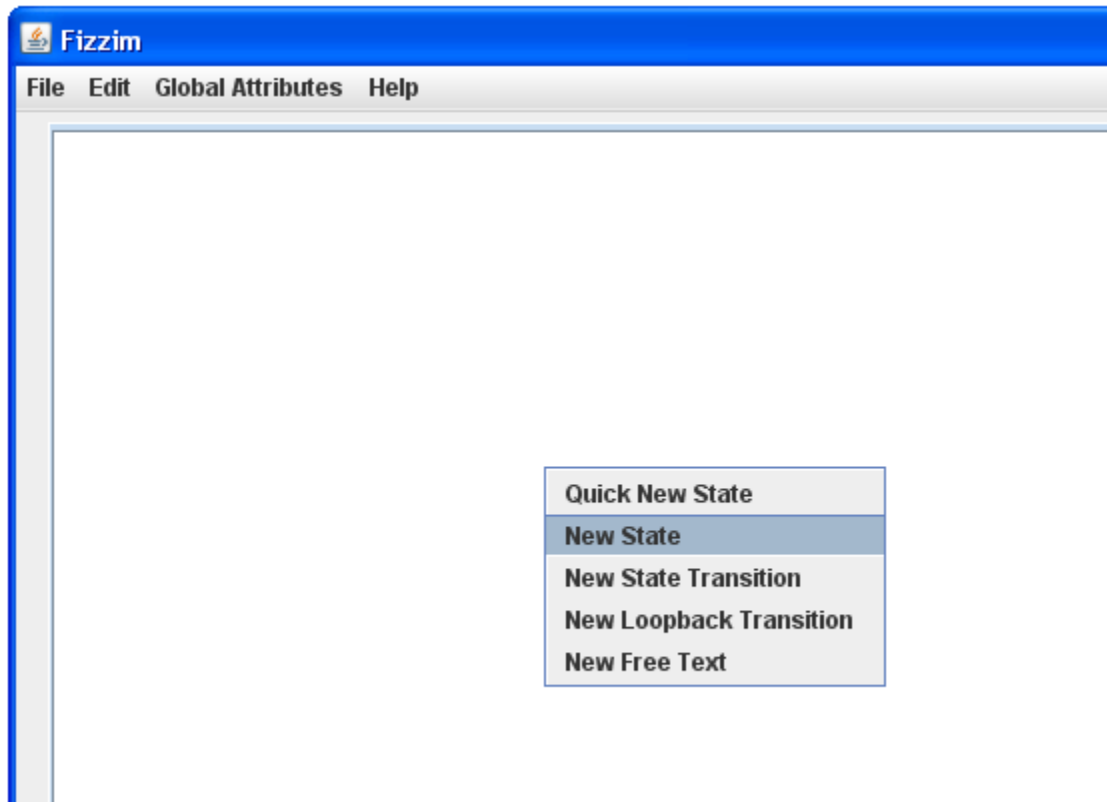 Fizzim
File Edit Global Attributes Help
Quick New State
New State
New State Transition
New Loopback Transition
New Free Text